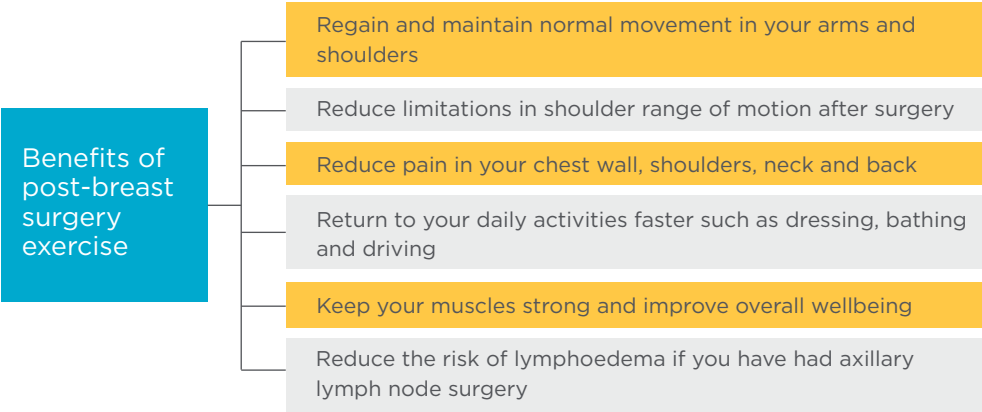 Benefits of
post-breast
surgery
exercise
Regain and maintain normal movement in your arms and
shoulders
Reduce limitations in shoulder range of motion after surgery
Reduce pain in your chest wall, shoulders, neck and back
Return to your daily activities faster such as dressing, bathing
and driving
Keep your muscles strong and improve overall wellbeing
Reduce the risk of lymphoedema if you have had axillary
lymph node surgery